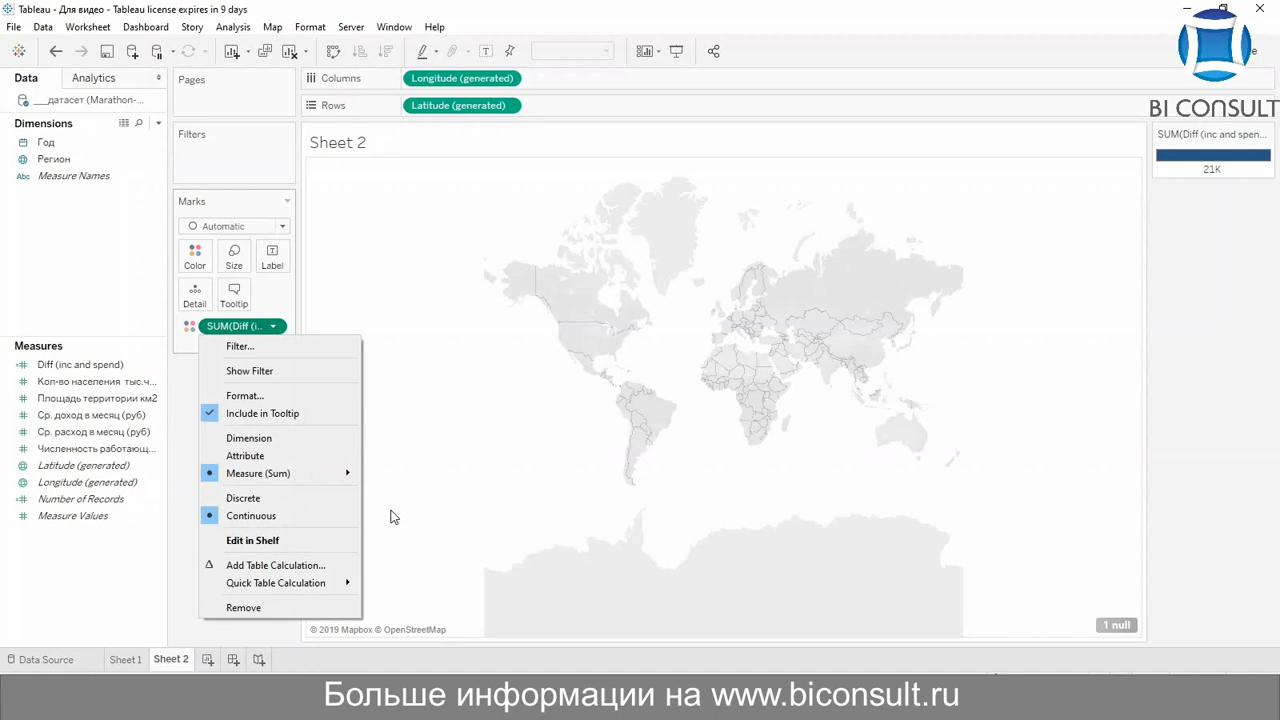 Tableau - Для видео - Tableau license expires in 9 days
File Data Worksheet Dashboard Story Analysis Map Format Server Window Help
Data Analytics
___датасет (Marathon-...
Dimensions
Год
Регион
Abc Measure Names
Measures
Diff (inc and spend)
Кол-во населения тыс.ч...
Площадь территории км2
Ср. доход в месяц (руб)
Ср. расход в месяц (руб)
Численность работающ...
Latitude (generated)
Longitude (generated)
Number of Records
Measure Values
Pages
Filters
Marks
Automatic
Color Size Label
Detail Tooltip
SUM(Diff (i..
Filter...
Show Filter
Format...
Include in Tooltip
Dimension
Attribute
Measure (Sum)
Discrete
Continuous
Edit in Shelf
Add Table Calculation...
Quick Table Calculation
Remove
Columns Longitude (generated)
Rows Latitude (generated)
Sheet 2
© 2019 Mapbox © OpenStreetMap
1 null
BI CONSULT
SUM(Diff (inc and spen...
21K
Data Source Sheet 1 Sheet 2
Больше информации на www.biconsult.ru